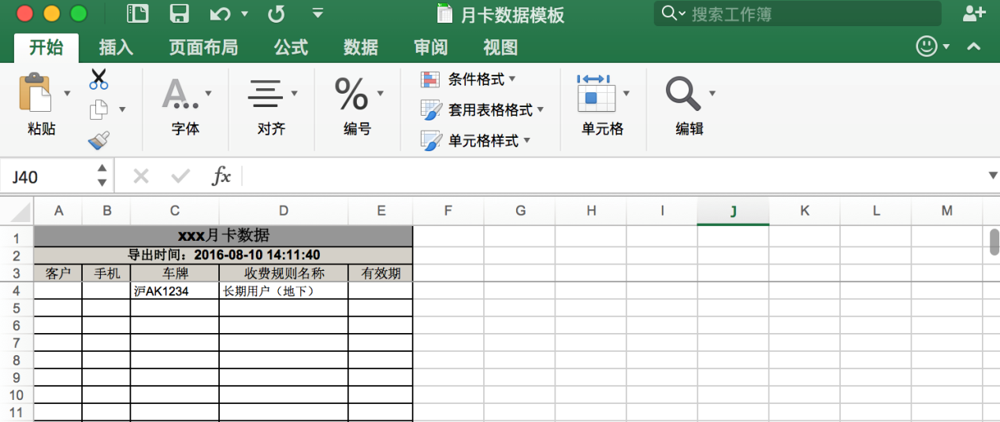 月卡数据模板
搜索工作簿
开始 插入 页面布局 公式 数据 审阅 视图
粘贴 字体 对齐 % 编号 条件格式 套用表格格式 单元格样式 单元格 编辑
J40 fx
A B C D E F G H I J K L M
1 xxx月卡数据
2 导出时间：2016-08-10 14:11:40
3 客户 手机 车牌 收费规则名称 有效期
4 沪AK1234 长期用户（地下）
5
6
7
8
9
10
11